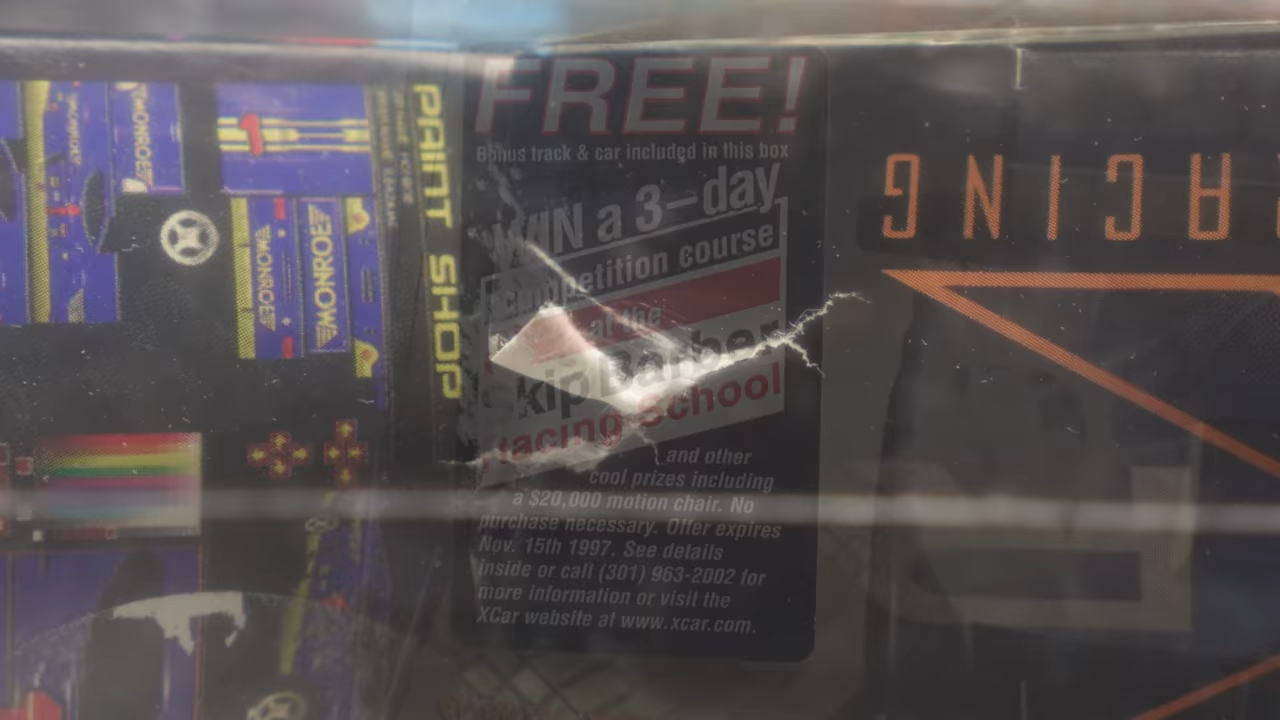 FREE!
Bonus track & car included in this box
WIN a 3-day
competition course
at the
Skip Barber
Racing School
and other
cool prizes including
a $20,000 motion chair. No
purchase necessary. Offer expires
Nov. 15th 1997. See details
inside or call (301) 963-2002 for
more information or visit the
XCar website at www.xcar.com.
PAINT SHOP
MONROE
MONROE
MONROE
MONROE
1
RACING